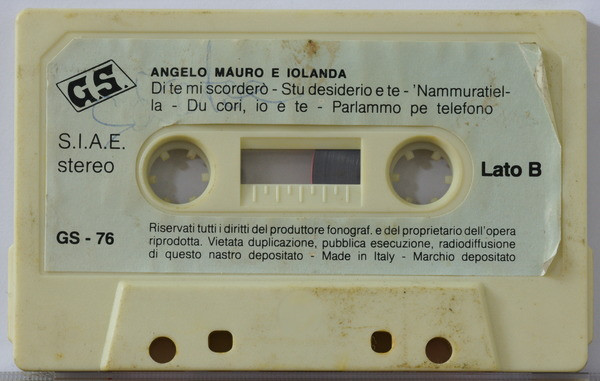 GS.
ANGELO MAURO E IOLANDA
Di te mi scorderò - Stu desiderio e te - 'Nammuratiel-
la - Du cori, io e te - Parlammo pe telefono
S.I.A.E.
stereo
Lato B
GS - 76
Riservati tutti i diritti del produttore fonograf. e del proprietario dell'opera
riprodotta. Vietata duplicazione, pubblica esecuzione, radiodiffusione
di questo nastro depositato - Made in Italy - Marchio depositato